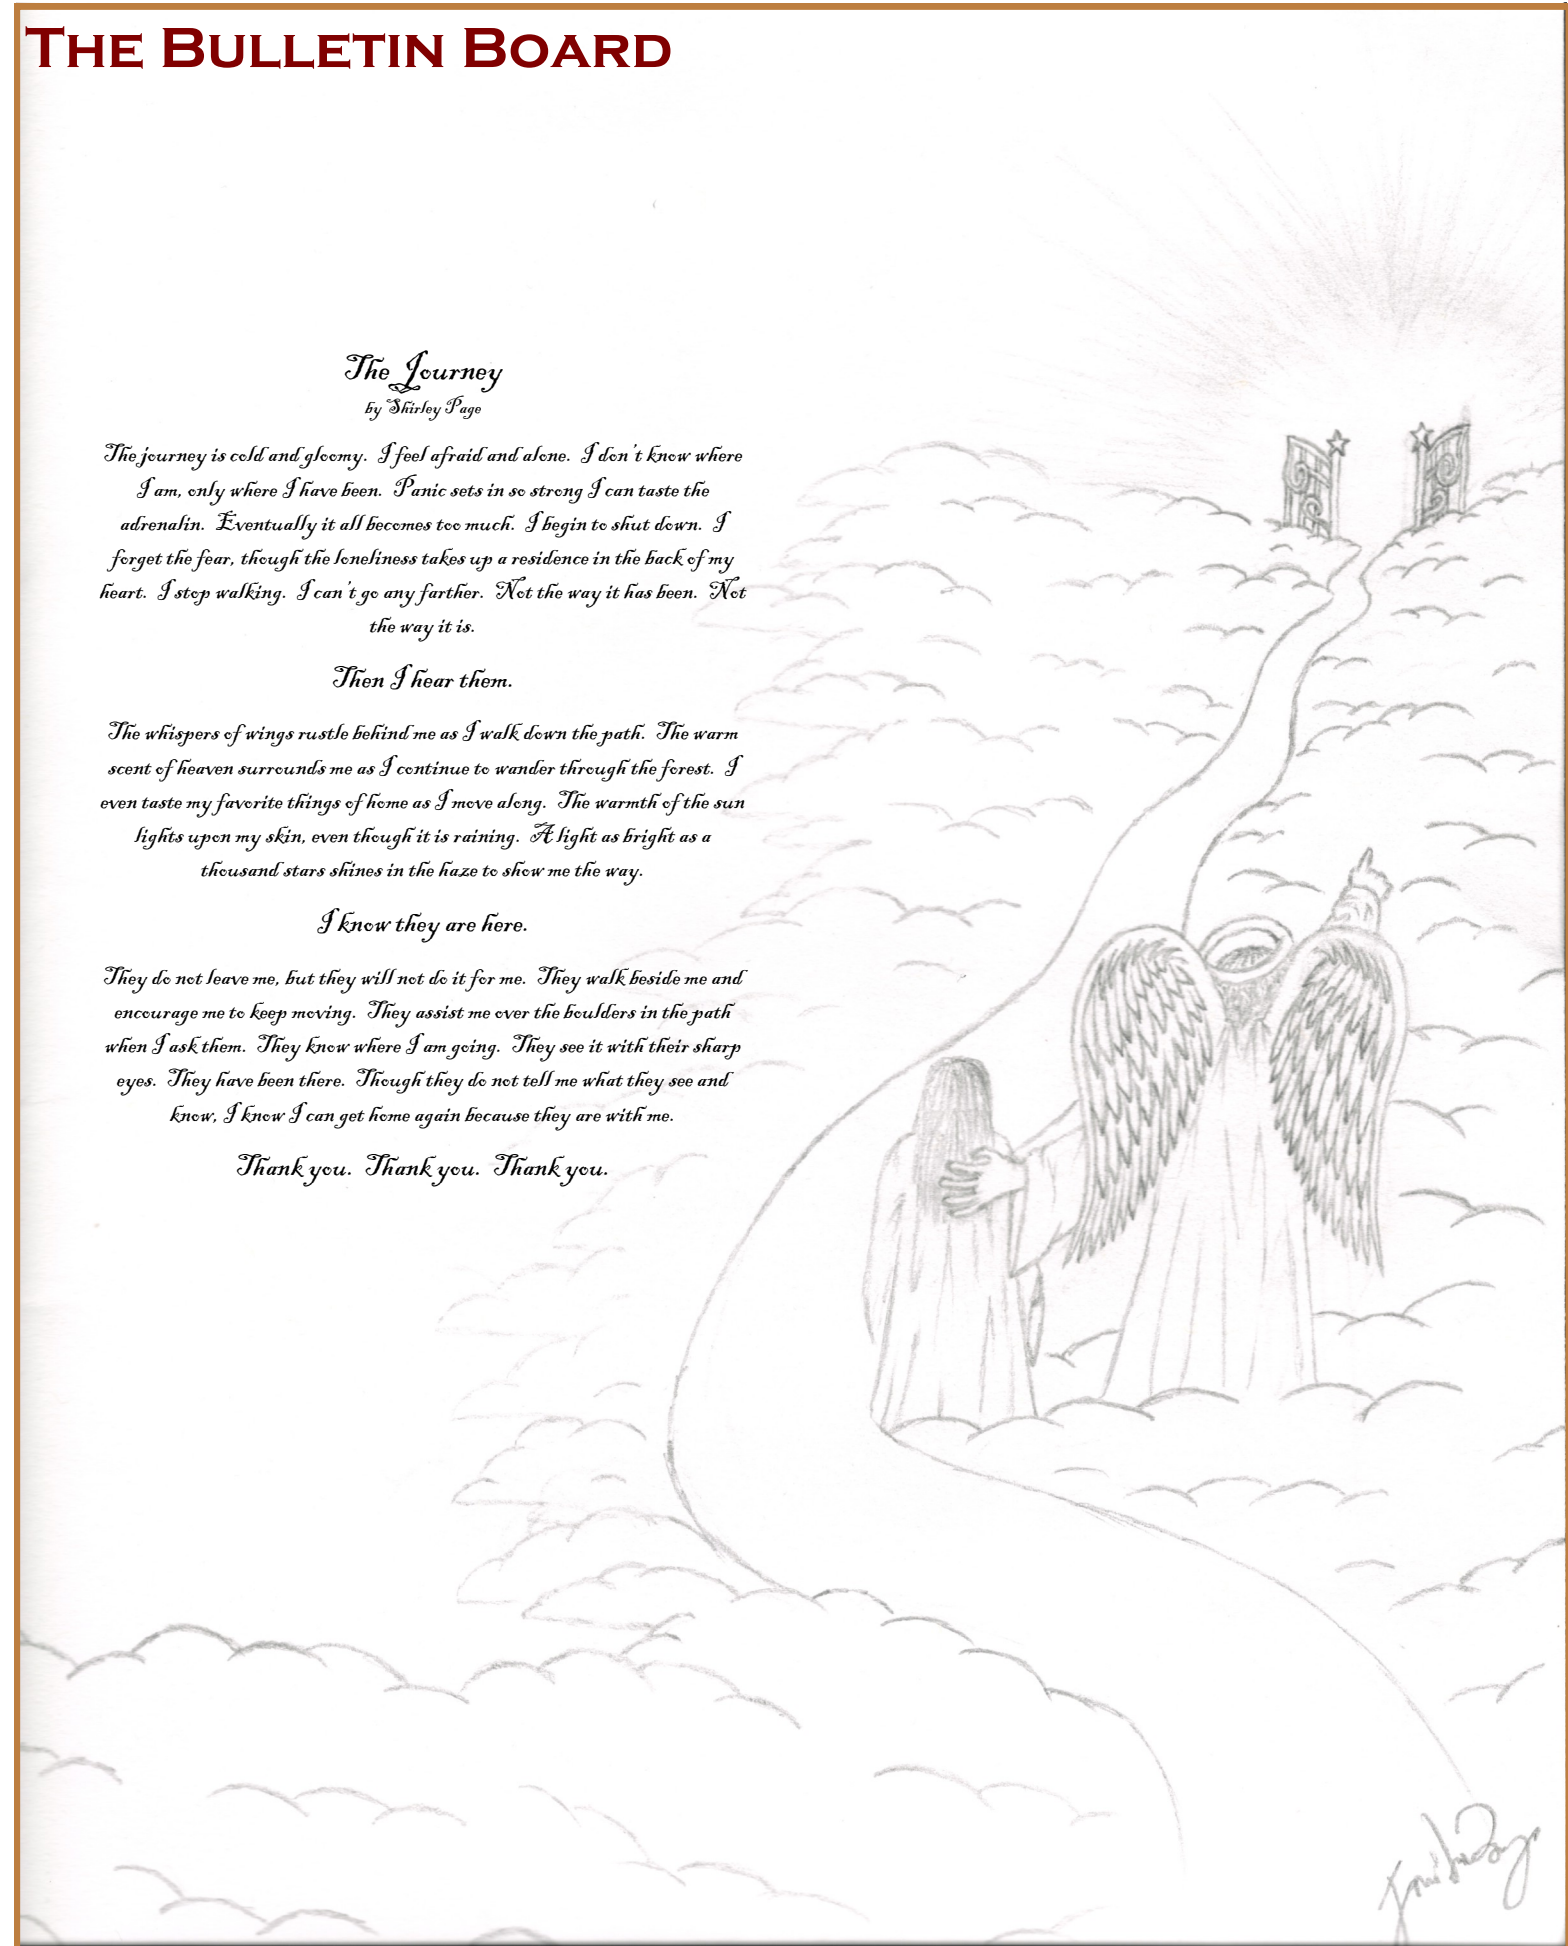 The Bulletin Board
The Journey
by Shirley Page
The journey is cold and gloomy.  I feel afraid and alone.  I don't know where
I am, only where I have been.  Panic sets in so strong I can taste the
adrenalin.  Eventually it all becomes too much.  I begin to shut down.  I
forget the fear, though the loneliness takes up a residence in the back of my
heart.  I stop walking.  I can't go any farther.  Not the way it has been.  Not
the way it is.
Then I hear them.
The whispers of wings rustle behind me as I walk down the path.  The warm
scent of heaven surrounds me as I continue to wander through the forest.  I
even taste my favorite things of home as I move along.  The warmth of the sun
lights upon my skin, even though it is raining.  A light as bright as a
thousand stars shines in the haze to show me the way.
I know they are here.
They do not leave me, but they will not do it for me.  They walk beside me and
encourage me to keep moving.  They assist me over the boulders in the path
when I ask them.  They know where I am going.  They see it with their sharp
eyes.  They have been there.  Though they do not tell me what they see and
know, I know I can get home again because they are with me.
Thank you.  Thank you.  Thank you.